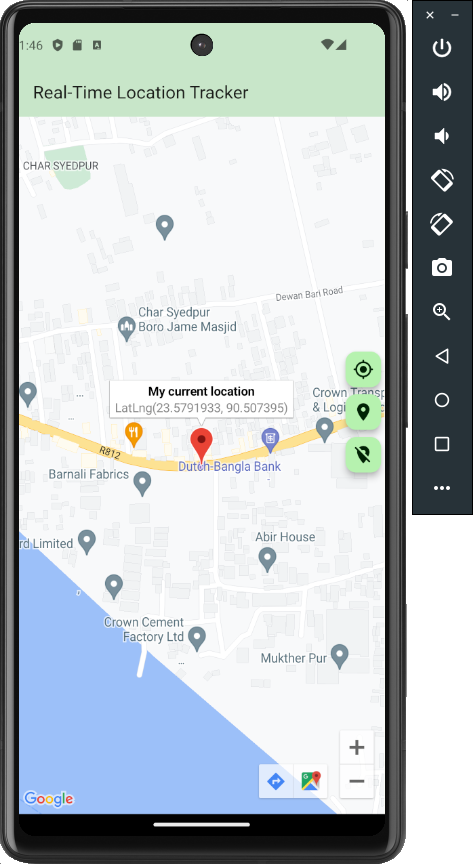 1:46
Real-Time Location Tracker
CHAR SYEDPUR
Dewan Bari Road
Char Syedpur
Boro Jame Masjid
My current location
LatLng(23.5791933, 90.507395)
Crown Transp
& Logi
R812
Dutch-Bangla Bank
Barnali Fabrics
rd Limited
Abir House
Crown Cement
Factory Ltd
Mukther Pur
Google